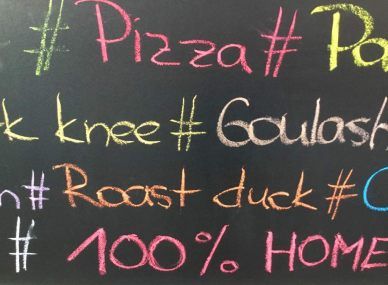 # Pizza # Pa
k knee # Goulash
n # Roast duck #
# 100% HOME